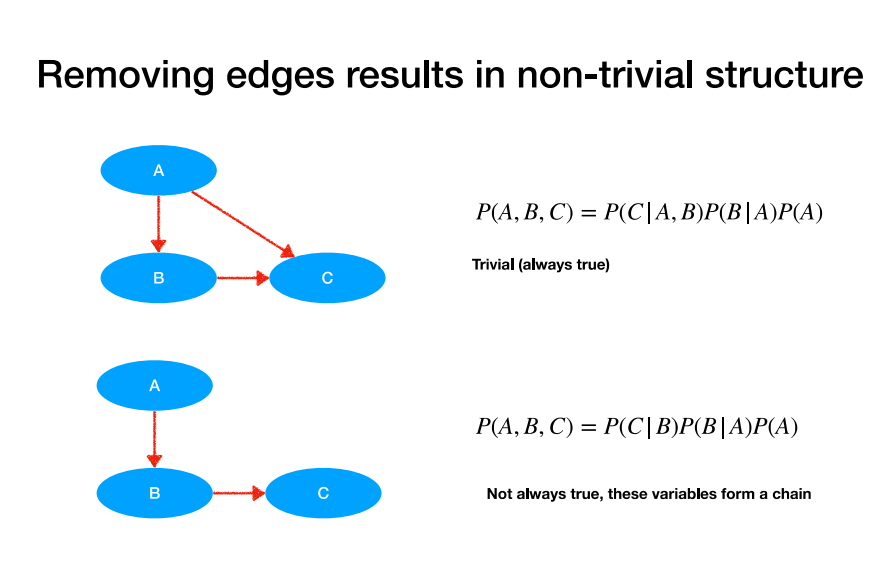 Removing edges results in non-trivial structure
A
P(A, B, C) = P(C | A, B)P(B | A)P(A)
Trivial (always true)
B
C
A
P(A, B, C) = P(C | B)P(B | A)P(A)
B
C
Not always true, these variables form a chain